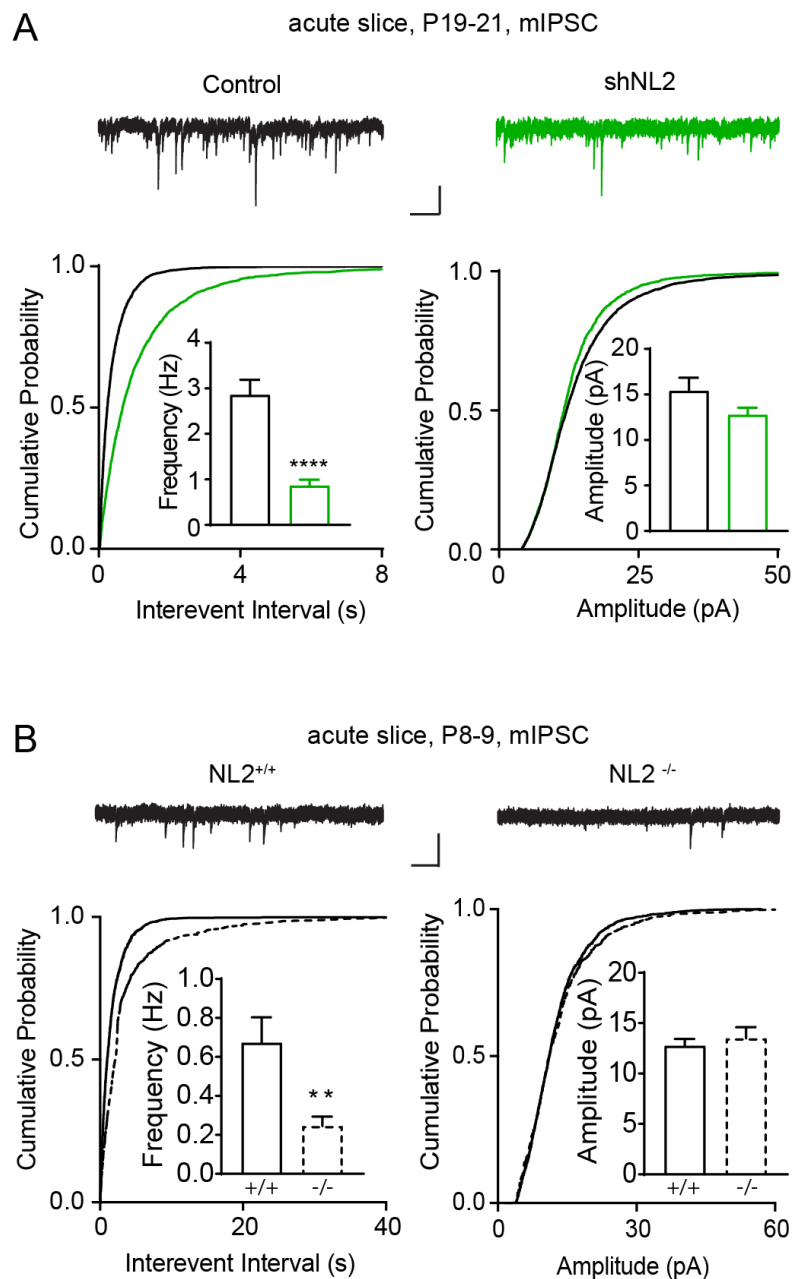 A
acute slice, P19-21, mIPSC
Control
shNL2
Cumulative Probability
1.0
0.5
0.0
0
4
8
Interevent Interval (s)
Frequency (Hz)
4
3
2
1
0
****
Cumulative Probability
1.0
0.5
0.0
0
25
50
Amplitude (pA)
Amplitude (pA)
20
15
10
5
0
B
acute slice, P8-9, mIPSC
NL2+/+
NL2 -/-
Cumulative Probability
1.0
0.5
0.0
0
20
40
Interevent Interval (s)
Frequency (Hz)
1.0
0.8
0.6
0.4
0.2
0.0
**
+/+
-/-
Cumulative Probability
1.0
0.5
0.0
0
30
60
Amplitude (pA)
Amplitude (pA)
20
15
10
5
0
+/+
-/-